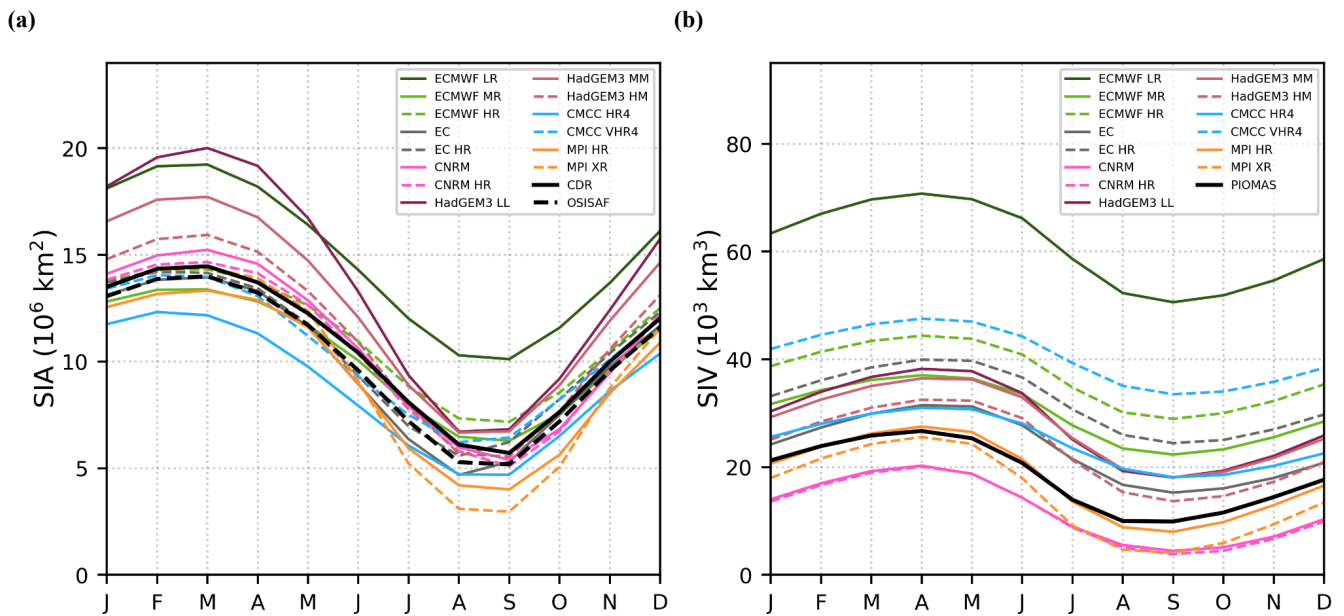 (a)
(b)
SIA (10⁶ km²)
20
15
10
5
0
J F M A M J J A S O N D
ECMWF LR
ECMWF MR
ECMWF HR
EC
EC HR
CNRM
CNRM HR
HadGEM3 LL
HadGEM3 MM
HadGEM3 HM
CMCC HR4
CMCC VHR4
MPI HR
MPI XR
CDR
OSISAF
SIV (10³ km³)
80
60
40
20
0
J F M A M J J A S O N D
ECMWF LR
ECMWF MR
ECMWF HR
EC
EC HR
CNRM
CNRM HR
HadGEM3 LL
HadGEM3 MM
HadGEM3 HM
CMCC HR4
CMCC VHR4
MPI HR
MPI XR
PIOMAS